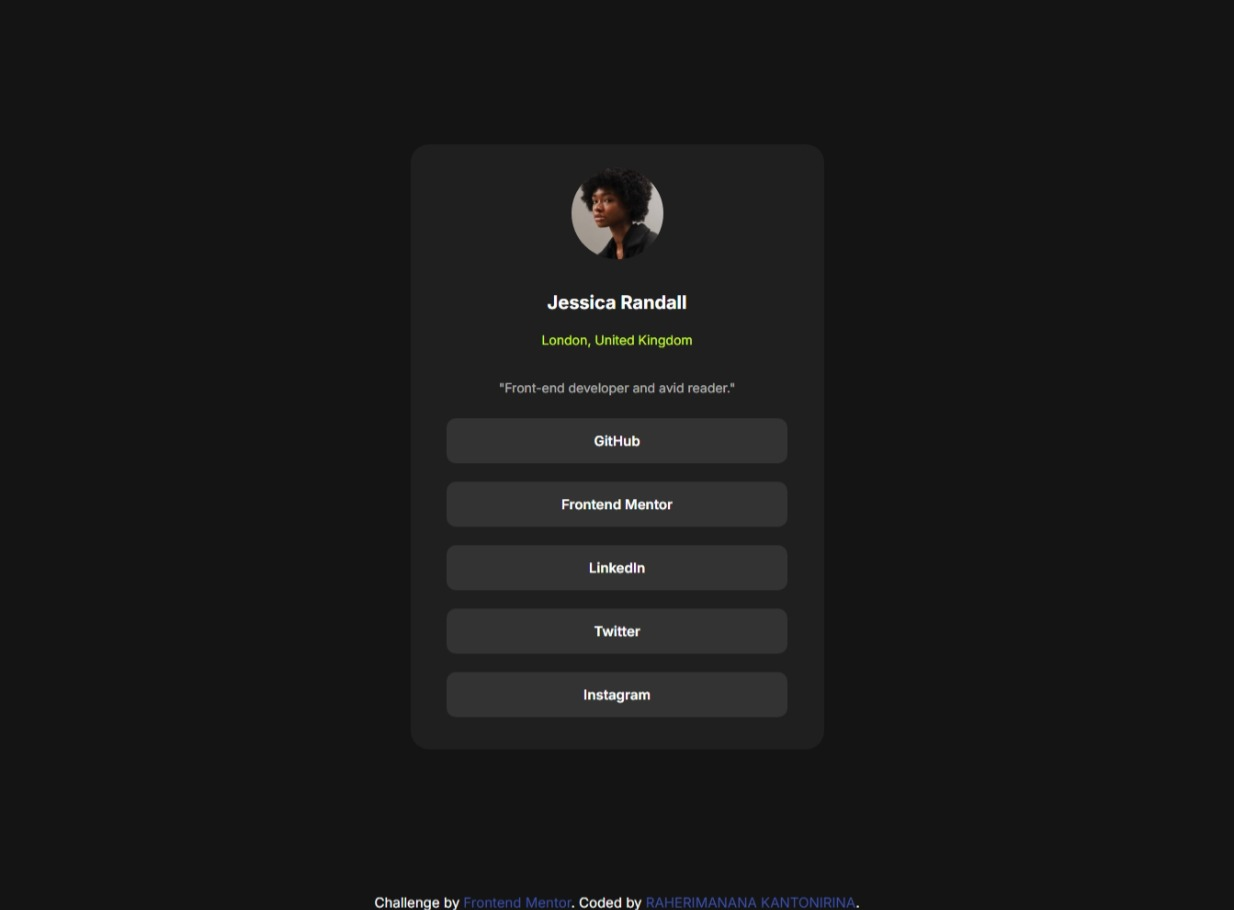 Jessica Randall
London, United Kingdom
"Front-end developer and avid reader."
GitHub
Frontend Mentor
LinkedIn
Twitter
Instagram
Challenge by Frontend Mentor. Coded by RAHERIMANANA KANTONIRINA.